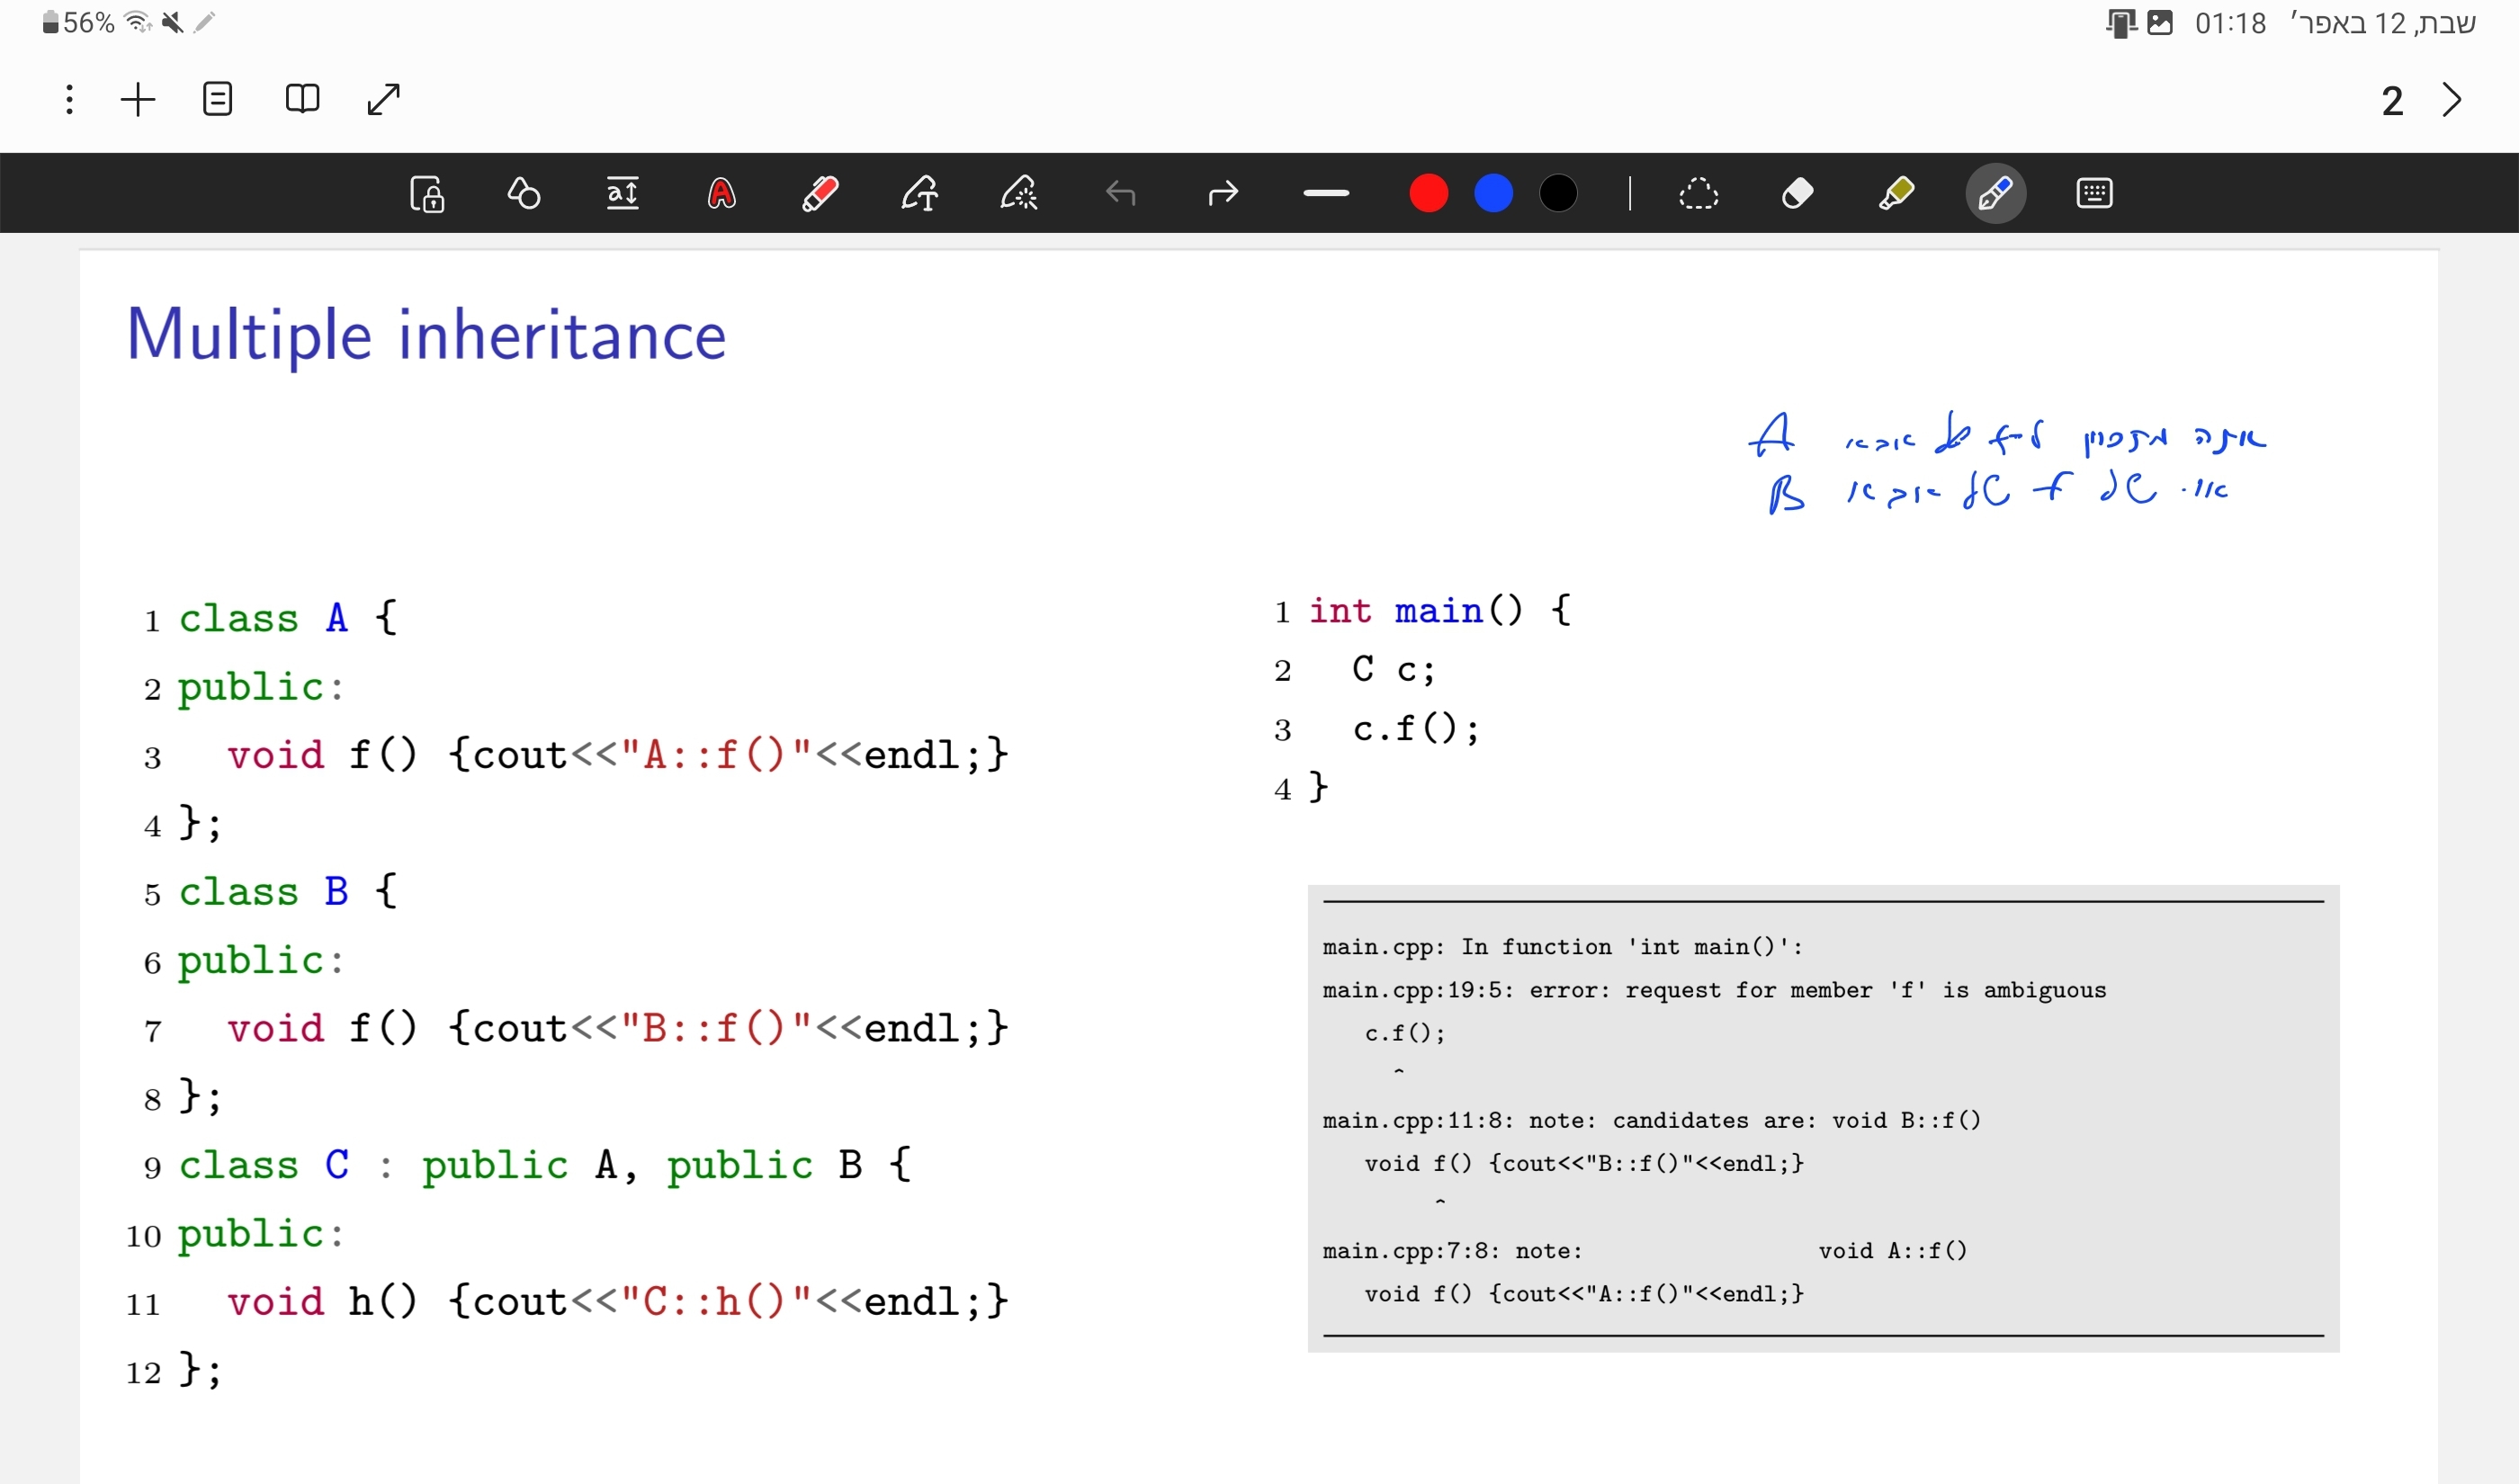 56%
שבת, 12 באפר׳ 01:18
2
Multiple inheritance
אתה מתכוון ל-f של אבא A
או ל f של אבא B
1 class A {
2 public:
3 void f() {cout<<"A::f()"<<endl;}
4 };
5 class B {
6 public:
7 void f() {cout<<"B::f()"<<endl;}
8 };
9 class C : public A, public B {
10 public:
11 void h() {cout<<"C::h()"<<endl;}
12 };
1 int main() {
2 C c;
3 c.f();
4 }
main.cpp: In function 'int main()':
main.cpp:19:5: error: request for member 'f' is ambiguous
c.f();
^
main.cpp:11:8: note: candidates are: void B::f()
void f() {cout<<"B::f()"<<endl;}
^
main.cpp:7:8: note: void A::f()
void f() {cout<<"A::f()"<<endl;}